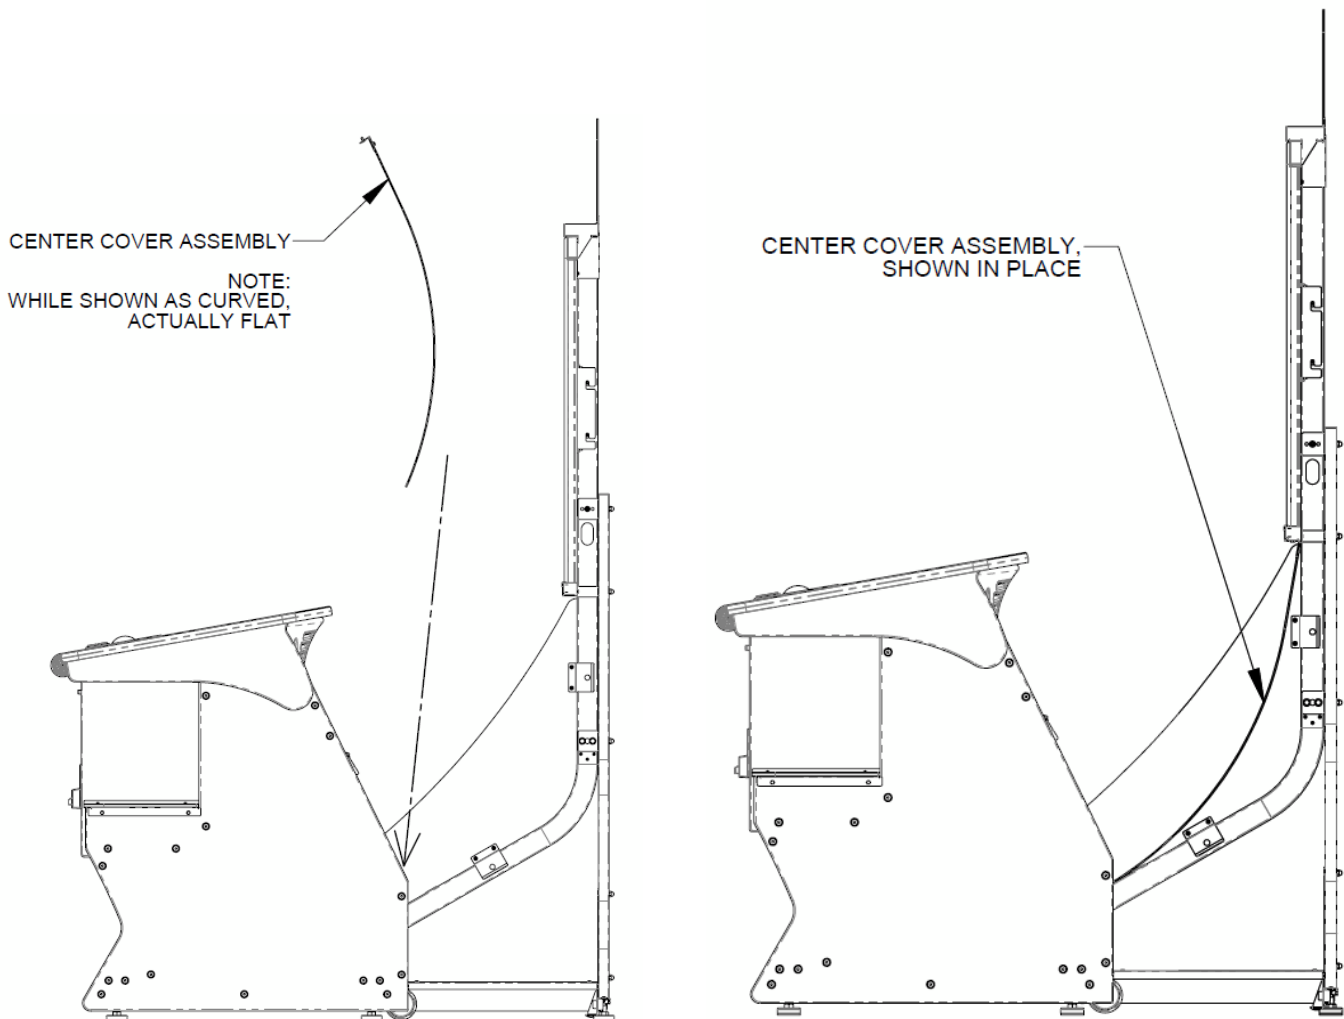 CENTER COVER ASSEMBLY
NOTE:
WHILE SHOWN AS CURVED,
ACTUALLY FLAT
CENTER COVER ASSEMBLY,
SHOWN IN PLACE